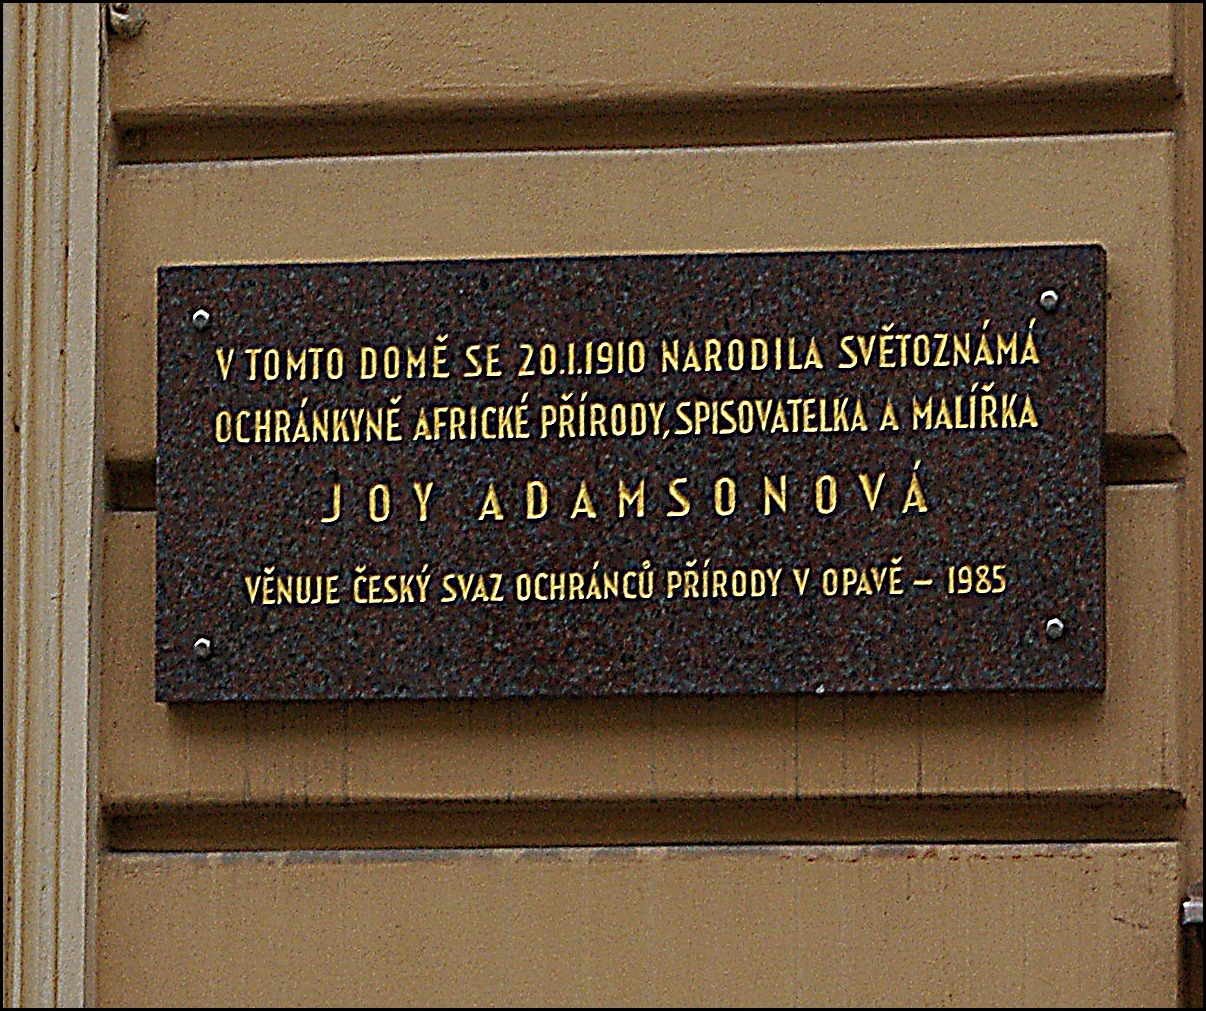 V TOMTO DOMĚ SE 20.1.1910 NARODILA SVĚTOZNÁMÁ
OCHRÁNKYNĚ AFRICKÉ PŘÍRODY, SPISOVATELKA A MALÍŘKA
JOY ADAMSONOVÁ
VĚNUJE ČESKÝ SVAZ OCHRÁNCŮ PŘÍRODY V OPAVĚ – 1985